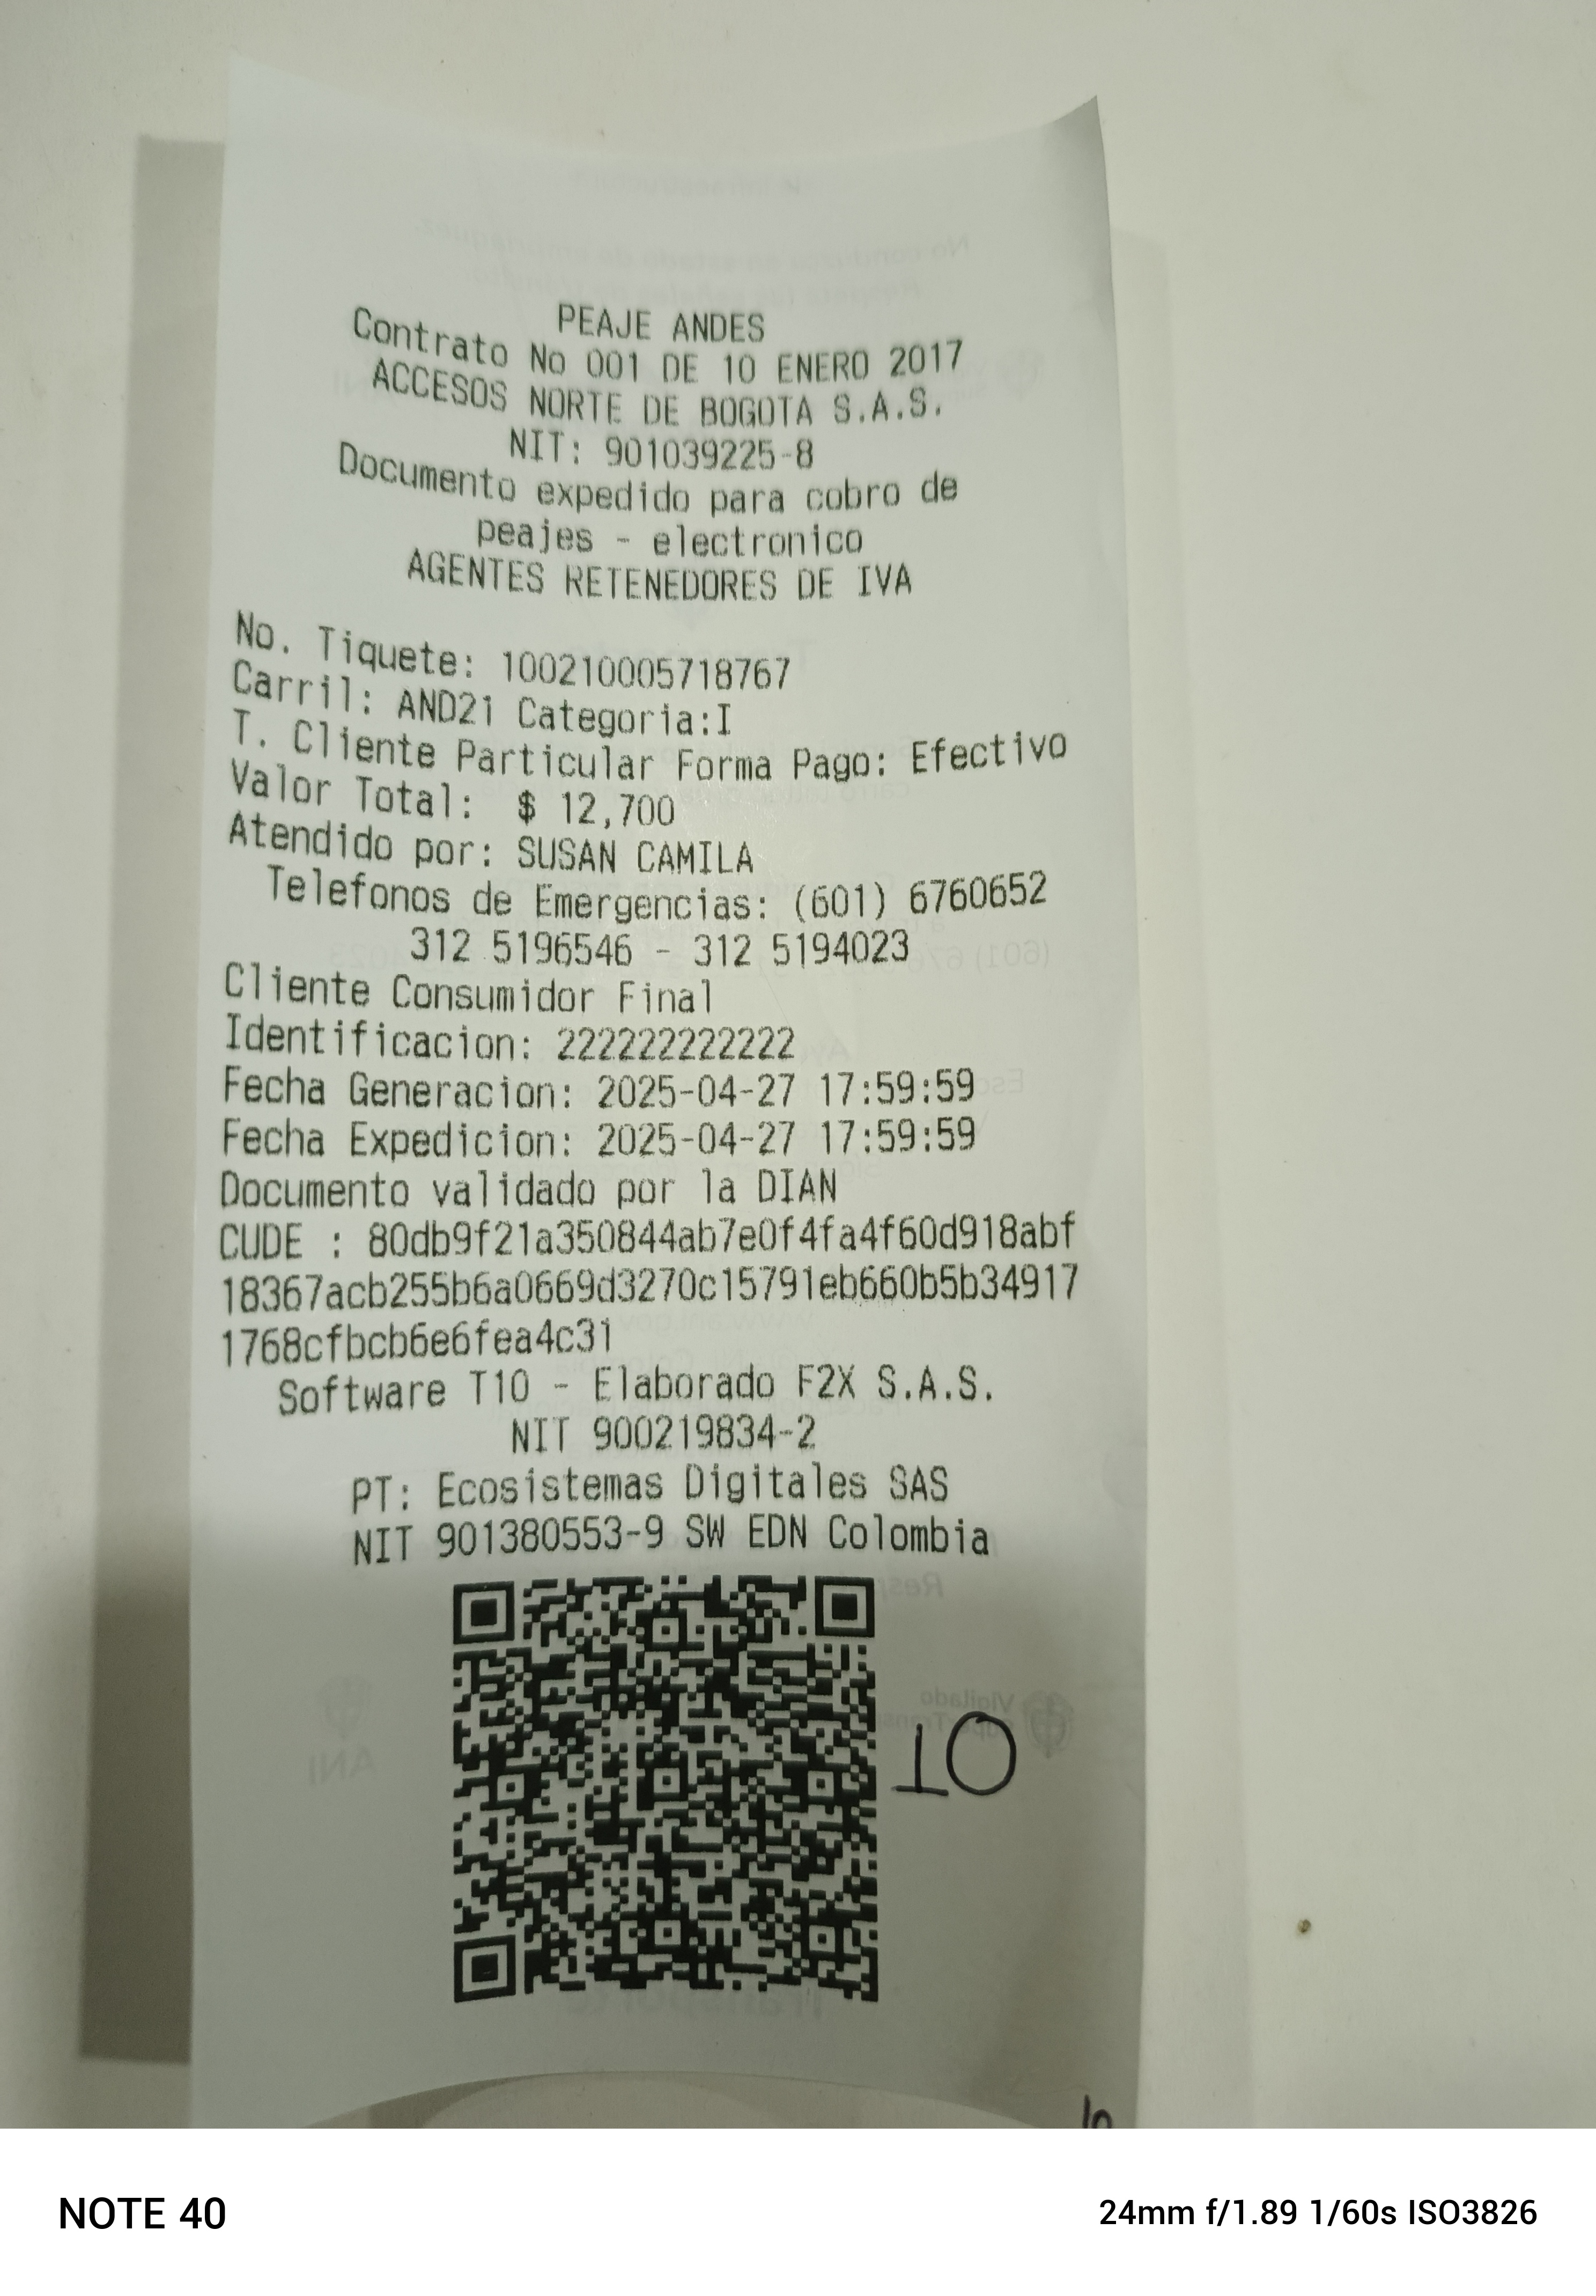 PEAJE ANDES
Contrato No 001 DE 10 ENERO 2017
ACCESOS NORTE DE BOGOTA S.A.S.
NIT: 901039225-8
Documento expedido para cobro de
peajes - electronico
AGENTES RETENEDORES DE IVA
No. Tiquete: 100210005718767
Carril: AND21 Categoria:I
T. Cliente Particular Forma Pago: Efectivo
Valor Total: $ 12,700
Atendido por: SUSAN CAMILA
Telefonos de Emergencias: (601) 6760652
312 5196546 - 312 5194023
Cliente Consumidor Final
Identificacion: 222222222222
Fecha Generacion: 2025-04-27 17:59:59
Fecha Expedicion: 2025-04-27 17:59:59
Documento validado por la DIAN
CUDE : 80db9f21a350844ab7e0f4fa4f60d918abf
18367acb255b6a0669d3270c15791eb660b5b34917
1768cfbcb6e6fea4c31
Software T10 - Elaborado F2X S.A.S.
NIT 900219834-2
PT: Ecosistemas Digitales SAS
NIT 901380553-9 SW EDN Colombia
10
NOTE 40
24mm f/1.89 1/60s ISO3826